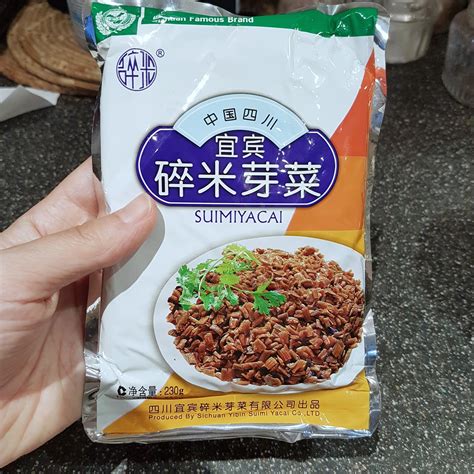 Sichuan Famous Brand
®
中国四川
宜宾
碎米芽菜
SUIMIYACAI
净含量: 230g
四川宜宾碎米芽菜有限公司出品
PRODUCED BY SICHUAN YIBIN SUIMI YACAI CO.,LTD